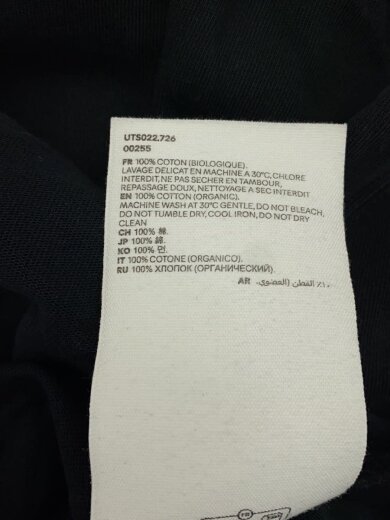 UTS022.726
00255
FR 100% COTON (BIOLOGIQUE).
LAVAGE DÉLICAT EN MACHINE A 30°C, CHLORE
INTERDIT, NE PAS SECHER EN TAMBOUR,
REPASSAGE DOUX, NETTOYAGE A SEC INTERDIT
EN 100% COTTON (ORGANIC).
MACHINE WASH AT 30°C GENTLE, DO NOT BLEACH,
DO NOT TUMBLE DRY, COOL IRON, DO NOT DRY
CLEAN
CH 100% 棉.
JP 100% 綿.
KO 100% 면.
IT 100% COTONE (ORGANICO).
RU 100% ХЛОПОК (ОРГАНИЧЕСКИЙ).
AR القطن (العضوي).
FR